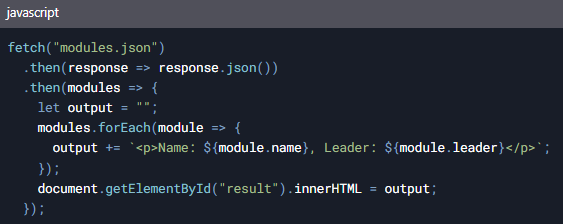 javascript
fetch("modules.json")
  .then(response => response.json())
  .then(modules => {
    let output = "";
    modules.forEach(module => {
      output += `<p>Name: ${module.name}, Leader: ${module.leader}</p>`;
    });
    document.getElementById("result").innerHTML = output;
  });